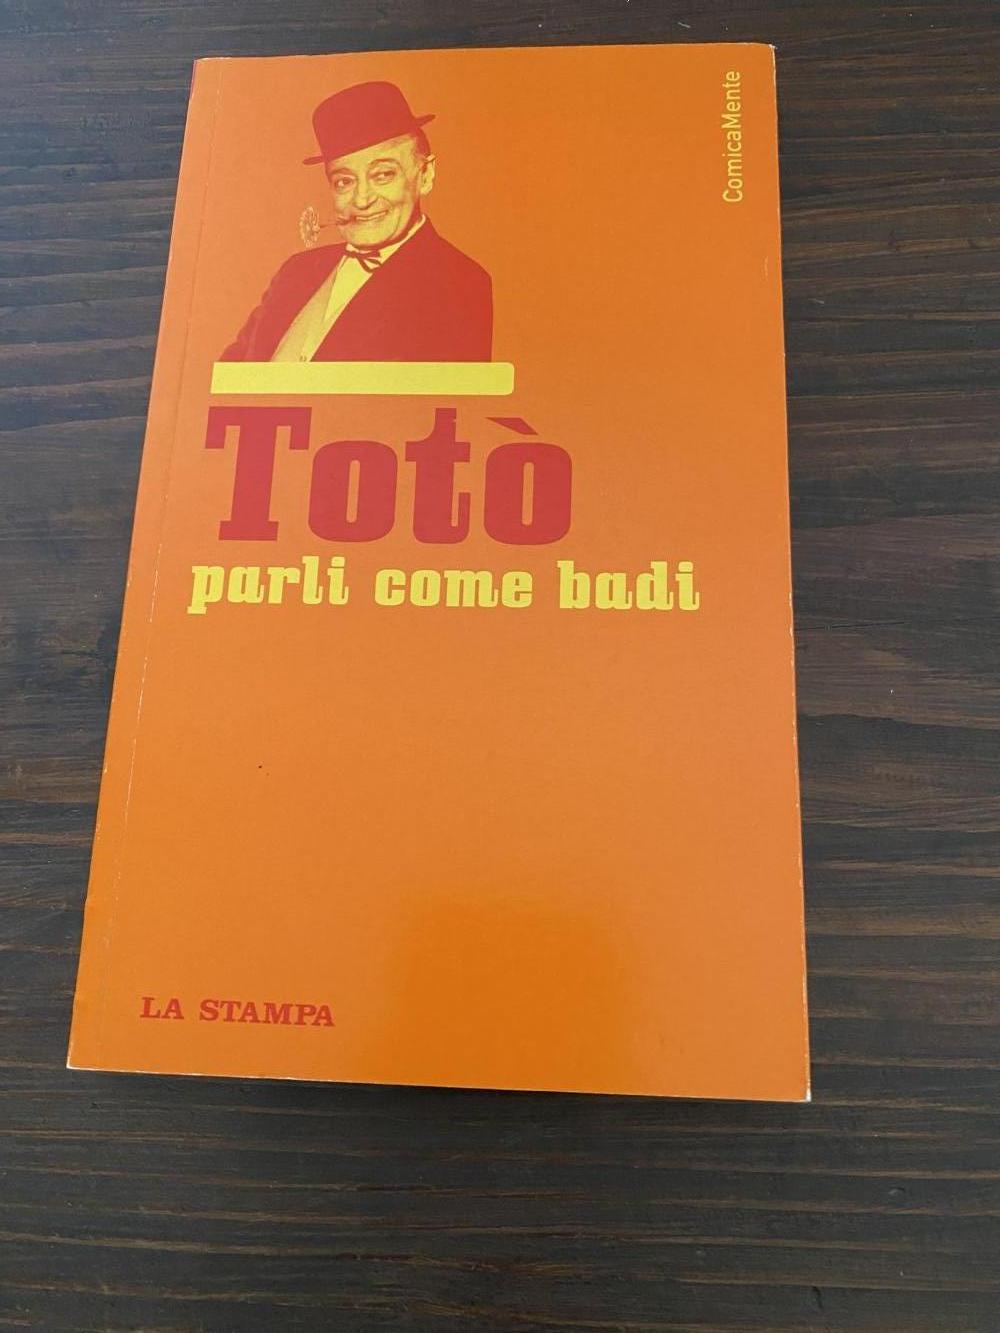 ComicaMente
Totò
parli come badi
LA STAMPA